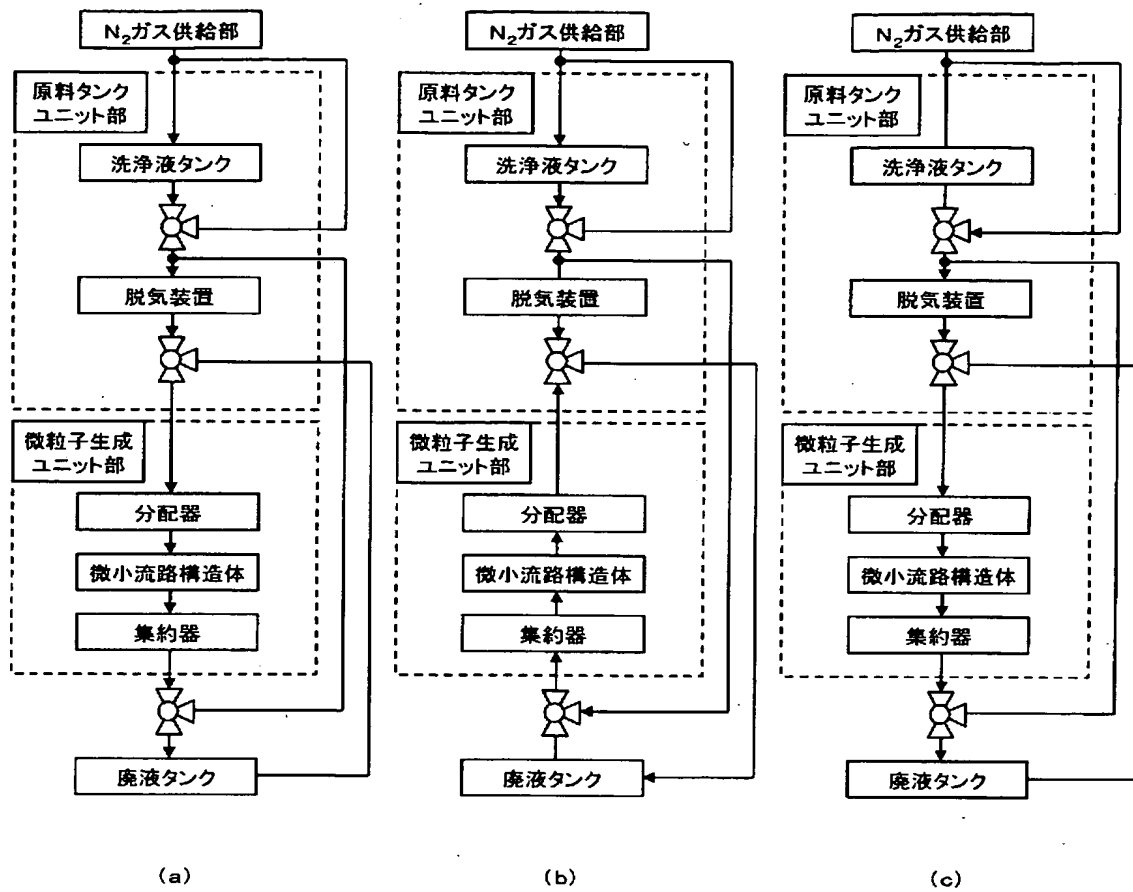 N₂ガス供給部
原料タンク
ユニット部
洗浄液タンク
脱気装置
微粒子生成
ユニット部
分配器
微小流路構造体
集約器
廃液タンク
(a)
N₂ガス供給部
原料タンク
ユニット部
洗浄液タンク
脱気装置
微粒子生成
ユニット部
分配器
微小流路構造体
集約器
廃液タンク
(b)
N₂ガス供給部
原料タンク
ユニット部
洗浄液タンク
脱気装置
微粒子生成
ユニット部
分配器
微小流路構造体
集約器
廃液タンク
(c)